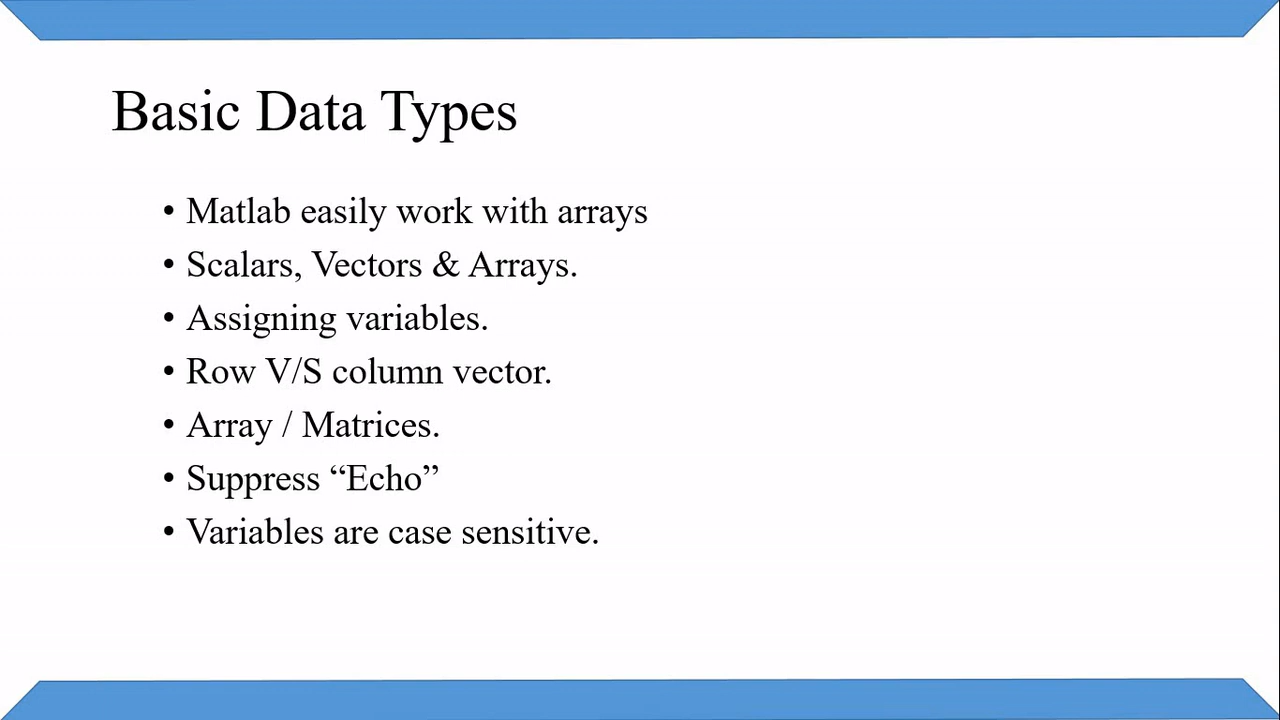 Basic Data Types
• Matlab easily work with arrays
• Scalars, Vectors & Arrays.
• Assigning variables.
• Row V/S column vector.
• Array / Matrices.
• Suppress “Echo”
• Variables are case sensitive.